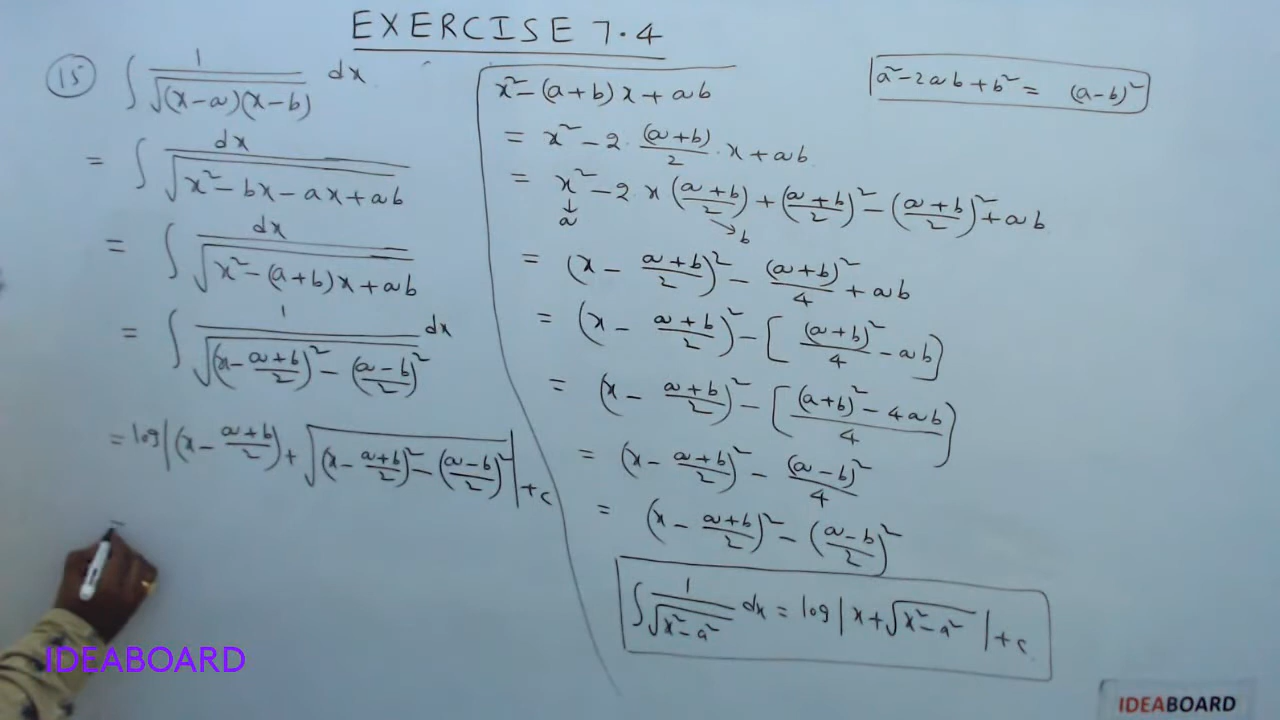 EXERCISE 7.4
15 ∫ 1/√((x-a)(x-b)) dx
= ∫ dx/√(x²-bx-ax+ab)
= ∫ dx/√(x²-(a+b)x+ab)
= ∫ 1/√((x-(a+b)/2)²-((a-b)/2)²) dx
= log|(x-(a+b)/2)+√((x-(a+b)/2)²-((a-b)/2)²)|+c
=
x²-(a+b)x+ab
= x²-2·(a+b)/2·x+ab
= x²-2x((a+b)/2)+((a+b)/2)²-((a+b)/2)²+ab
↓ a ↘ b
= (x-(a+b)/2)²-(a+b)²/4+ab
= (x-(a+b)/2)²-[(a+b)²/4-ab]
= (x-(a+b)/2)²-[((a+b)²-4ab)/4]
= (x-(a+b)/2)²-(a-b)²/4
= (x-(a+b)/2)²-((a-b)/2)²
∫ 1/√(x²-a²) dx = log|x+√(x²-a²)|+c
a²-2ab+b² = (a-b)²
IDEABOARD
IDEABOARD